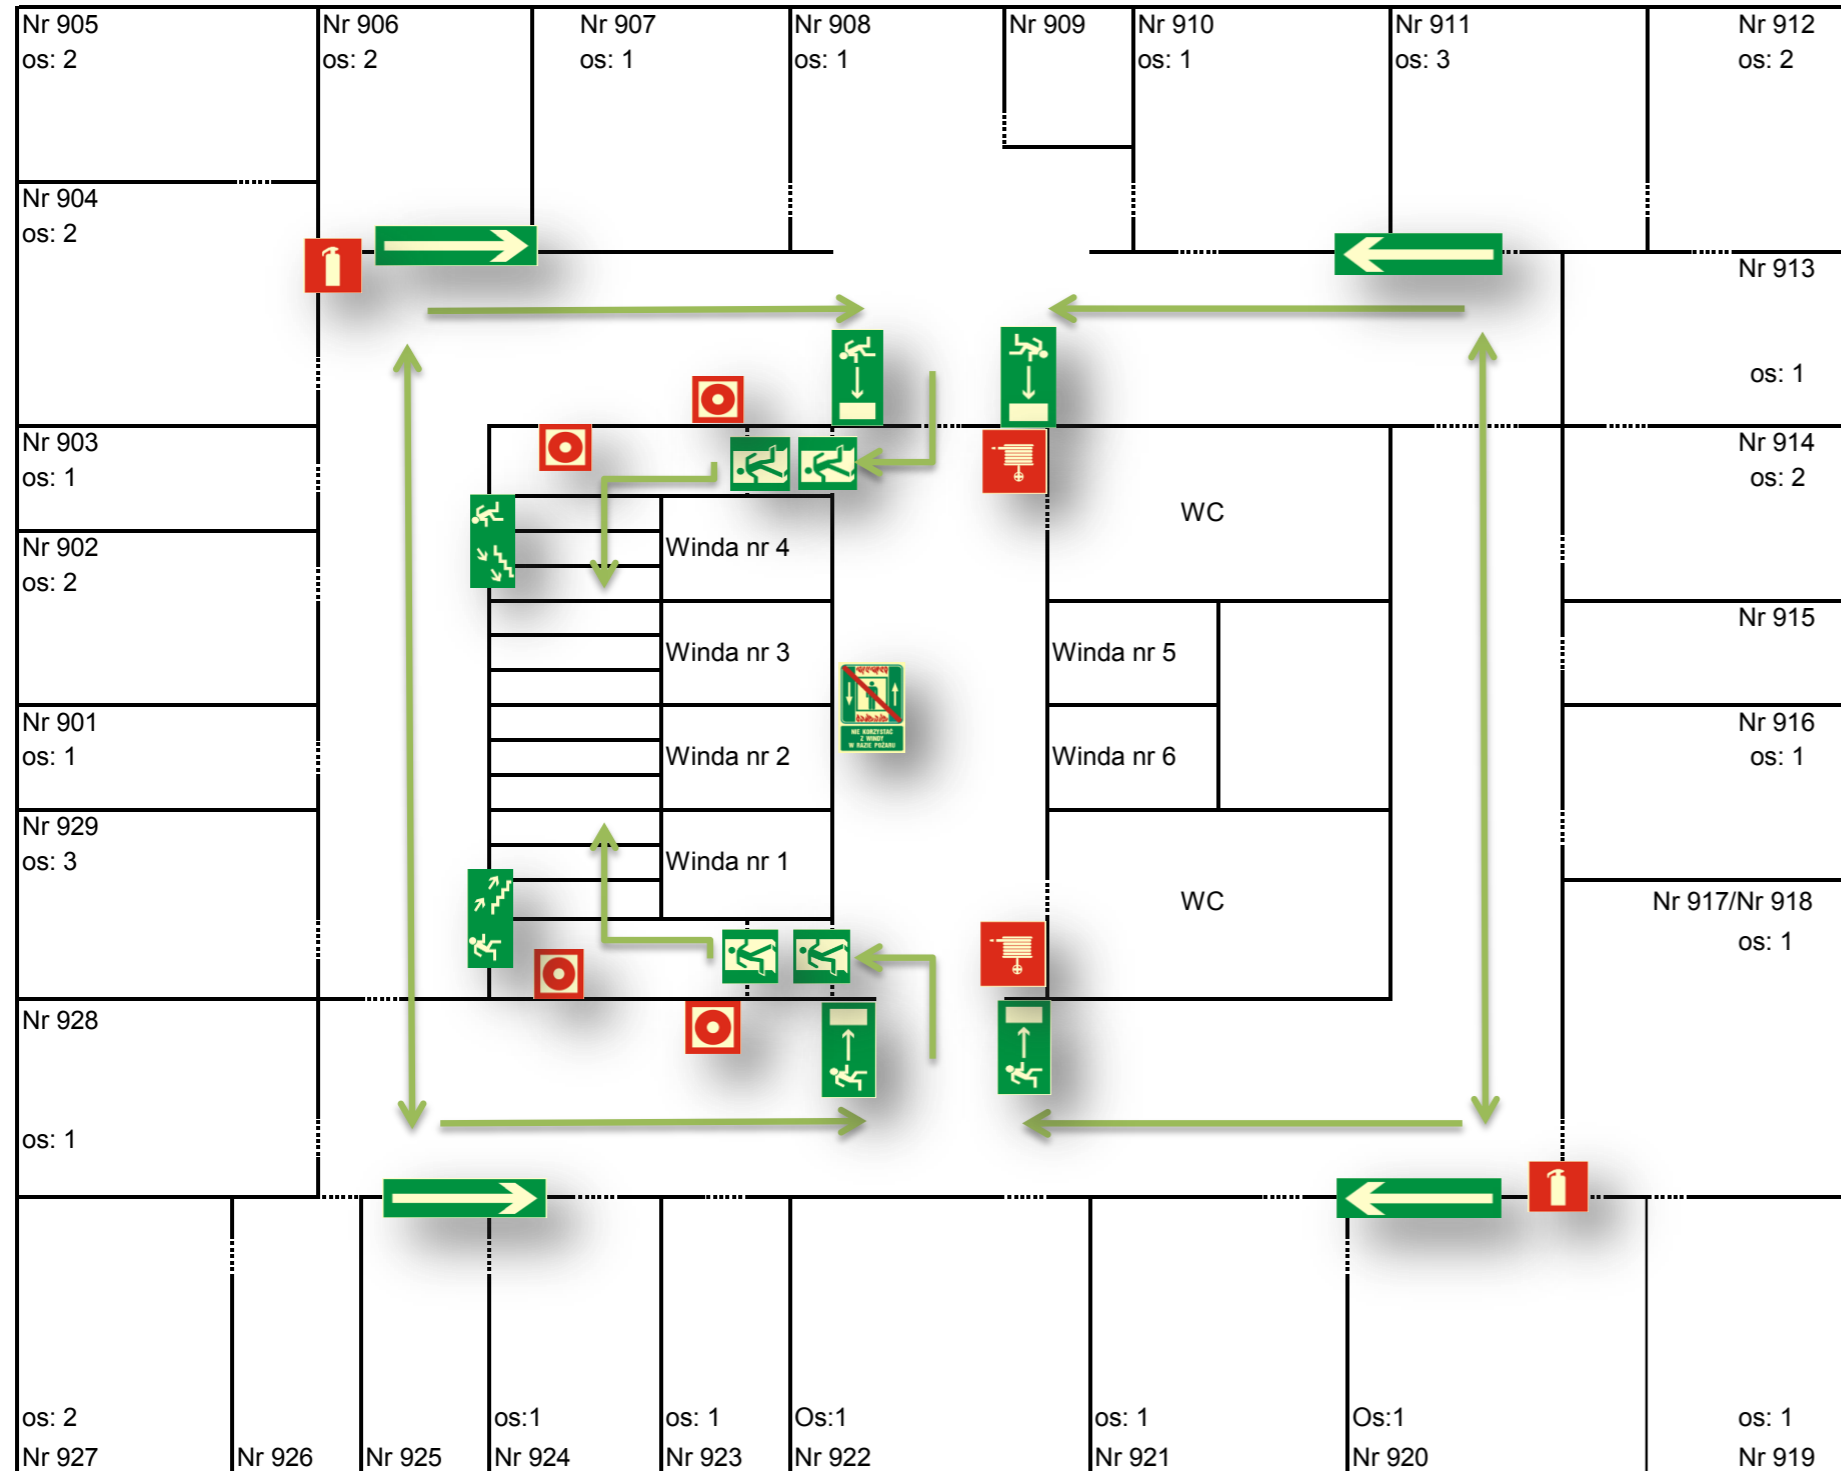 Nr 905
os: 2
Nr 906
os: 2
Nr 907
os: 1
Nr 908
os: 1
Nr 909
Nr 910
os: 1
Nr 911
os: 3
Nr 912
os: 2
Nr 904
os: 2
Nr 913
os: 1
Nr 903
os: 1
Nr 914
os: 2
WC
Nr 902
os: 2
Winda nr 4
Nr 915
Winda nr 3
Winda nr 5
NIE KORZYSTAĆ
Z WINDY
W RAZIE POŻARU
Nr 901
os: 1
Winda nr 2
Winda nr 6
Nr 916
os: 1
Nr 929
os: 3
Winda nr 1
WC
Nr 917/Nr 918
os: 1
Nr 928
os: 1
os: 2
Nr 927
Nr 926
Nr 925
os:1
Nr 924
os: 1
Nr 923
Os:1
Nr 922
os: 1
Nr 921
Os:1
Nr 920
os: 1
Nr 919